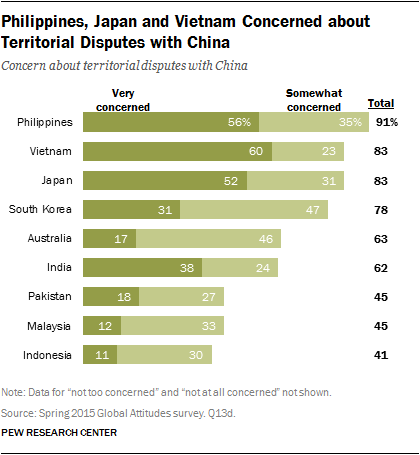 Philippines, Japan and Vietnam Concerned about
Territorial Disputes with China
Concern about territorial disputes with China
Very concerned Somewhat concerned Total
Philippines 56% 35% 91%
Vietnam 60 23 83
Japan 52 31 83
South Korea 31 47 78
Australia 17 46 63
India 38 24 62
Pakistan 18 27 45
Malaysia 12 33 45
Indonesia 11 30 41
Note: Data for “not too concerned” and “not at all concerned” not shown.
Source: Spring 2015 Global Attitudes survey. Q13d.
PEW RESEARCH CENTER